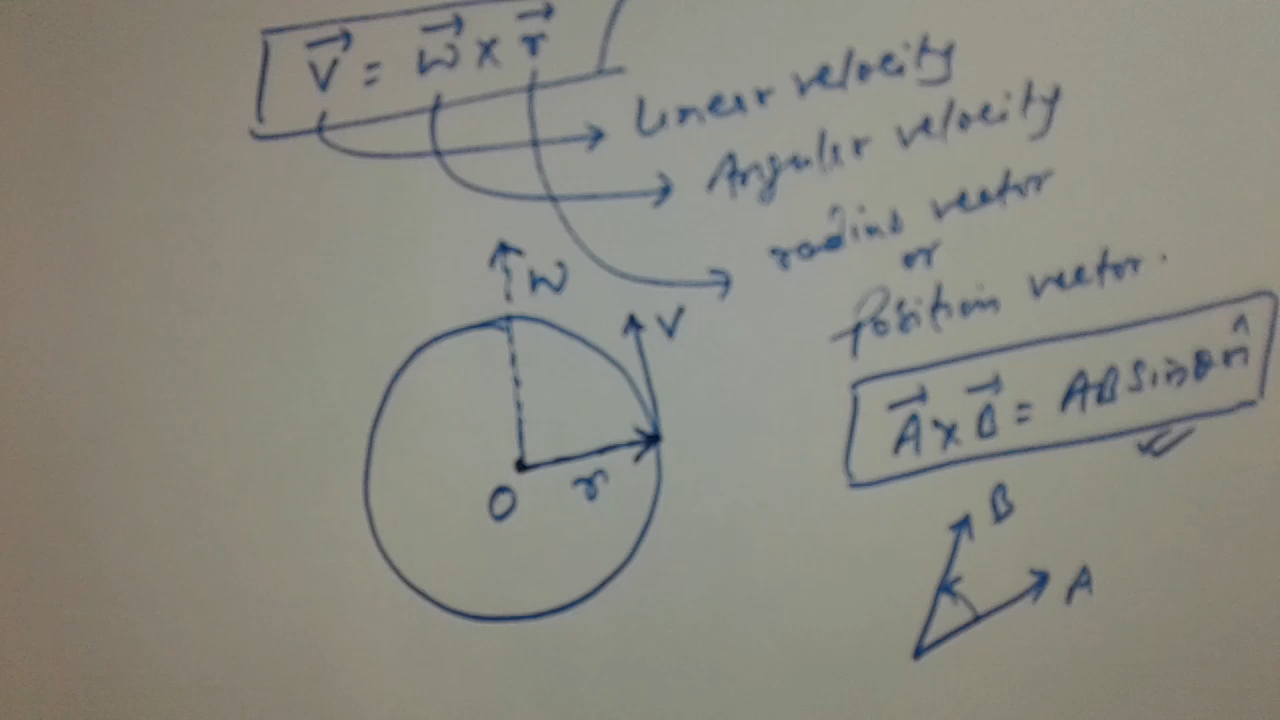 V⃗ = w⃗ × r⃗
Linear velocity
Angular velocity
radius vector
or
Position vector.
W
V
r
O
A⃗ × B⃗ = AB Sinθ n̂
B
A